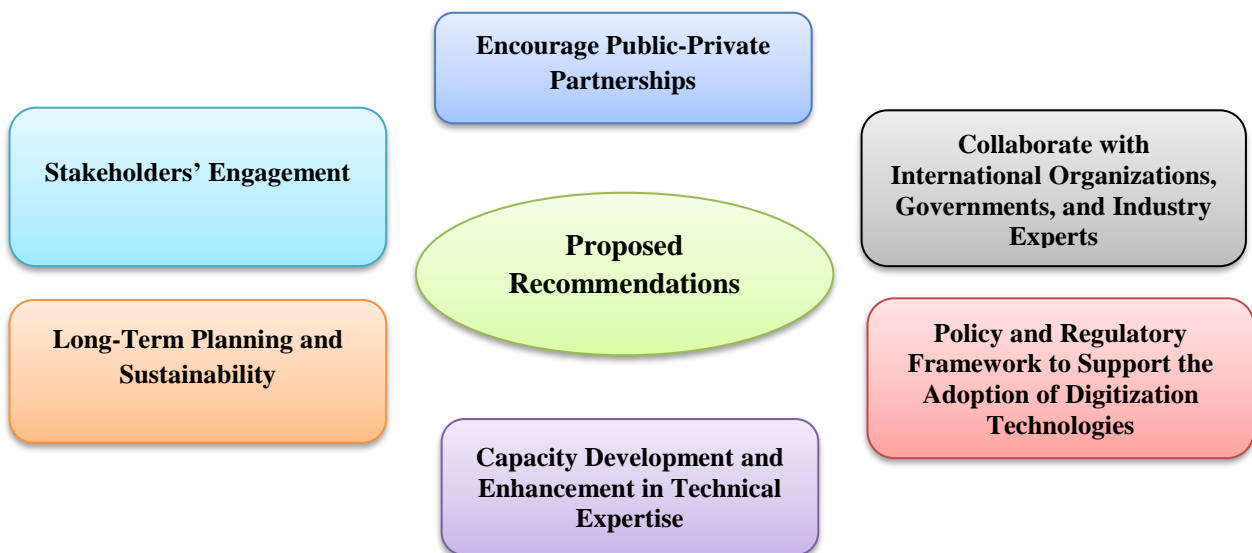 Encourage Public-Private
Partnerships
Stakeholders’ Engagement
Collaborate with
International Organizations,
Governments, and Industry
Experts
Proposed
Recommendations
Long-Term Planning and
Sustainability
Policy and Regulatory
Framework to Support the
Adoption of Digitization
Technologies
Capacity Development and
Enhancement in Technical
Expertise